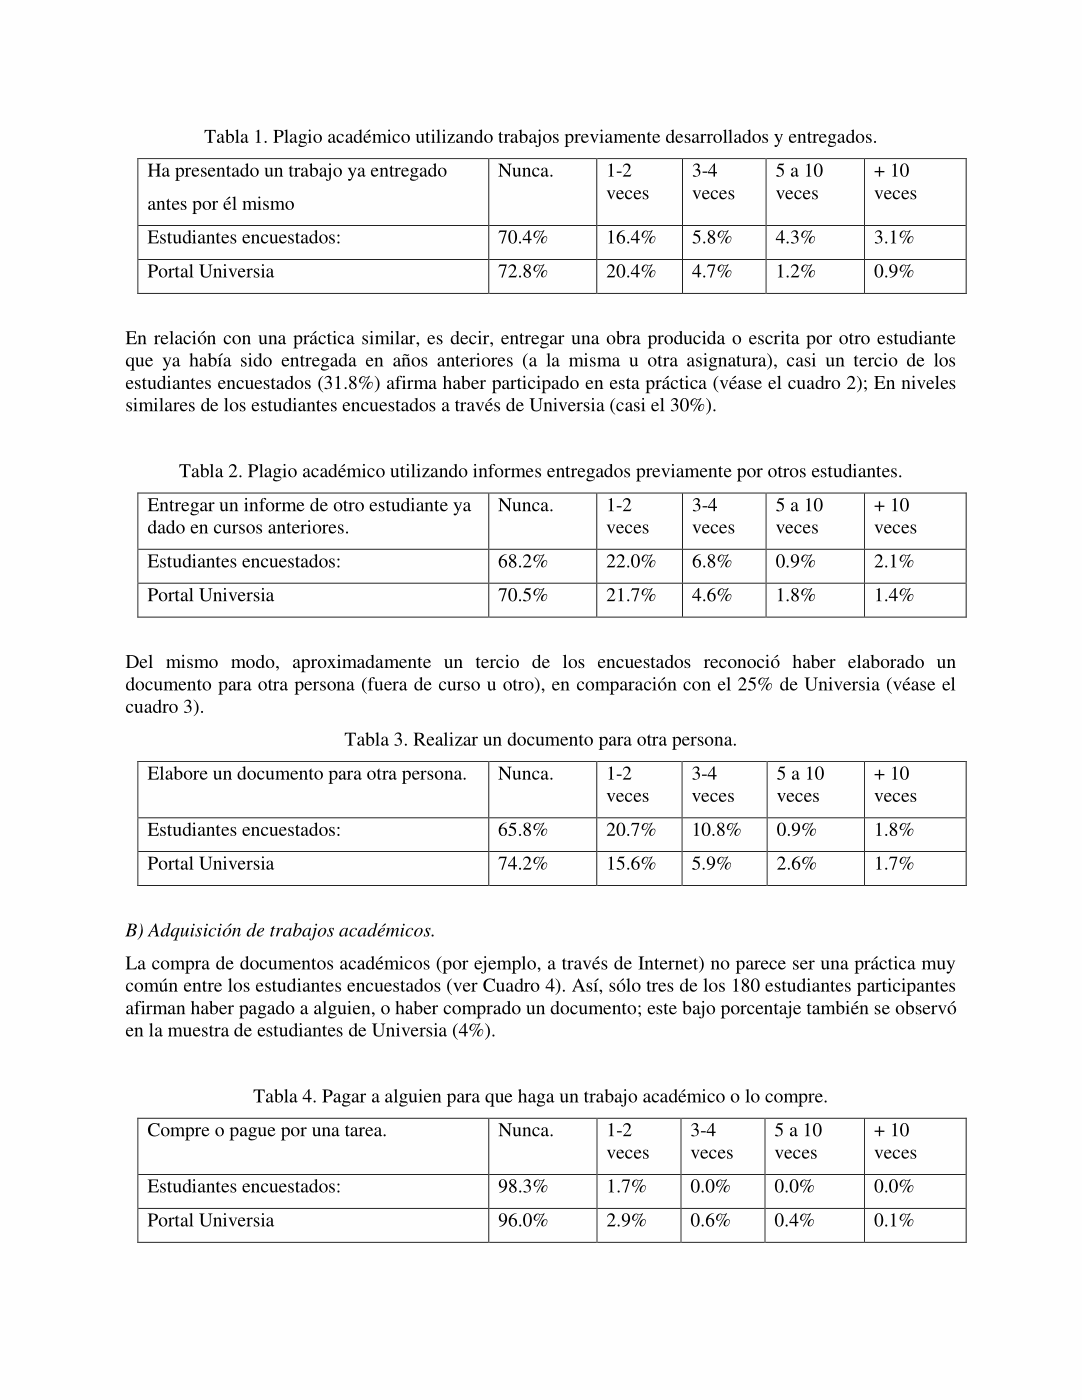 Tabla 1. Plagio académico utilizando trabajos previamente desarrollados y entregados.
Ha presentado un trabajo ya entregado antes por él mismo | Nunca. | 1-2 veces | 3-4 veces | 5 a 10 veces | + 10 veces
Estudiantes encuestados: | 70.4% | 16.4% | 5.8% | 4.3% | 3.1%
Portal Universia | 72.8% | 20.4% | 4.7% | 1.2% | 0.9%
En relación con una práctica similar, es decir, entregar una obra producida o escrita por otro estudiante
que ya había sido entregada en años anteriores (a la misma u otra asignatura), casi un tercio de los
estudiantes encuestados (31.8%) afirma haber participado en esta práctica (véase el cuadro 2); En niveles
similares de los estudiantes encuestados a través de Universia (casi el 30%).
Tabla 2. Plagio académico utilizando informes entregados previamente por otros estudiantes.
Entregar un informe de otro estudiante ya dado en cursos anteriores. | Nunca. | 1-2 veces | 3-4 veces | 5 a 10 veces | + 10 veces
Estudiantes encuestados: | 68.2% | 22.0% | 6.8% | 0.9% | 2.1%
Portal Universia | 70.5% | 21.7% | 4.6% | 1.8% | 1.4%
Del mismo modo, aproximadamente un tercio de los encuestados reconoció haber elaborado un
documento para otra persona (fuera de curso u otro), en comparación con el 25% de Universia (véase el
cuadro 3).
Tabla 3. Realizar un documento para otra persona.
Elabore un documento para otra persona. | Nunca. | 1-2 veces | 3-4 veces | 5 a 10 veces | + 10 veces
Estudiantes encuestados: | 65.8% | 20.7% | 10.8% | 0.9% | 1.8%
Portal Universia | 74.2% | 15.6% | 5.9% | 2.6% | 1.7%
B) Adquisición de trabajos académicos.
La compra de documentos académicos (por ejemplo, a través de Internet) no parece ser una práctica muy
común entre los estudiantes encuestados (ver Cuadro 4). Así, sólo tres de los 180 estudiantes participantes
afirman haber pagado a alguien, o haber comprado un documento; este bajo porcentaje también se observó
en la muestra de estudiantes de Universia (4%).
Tabla 4. Pagar a alguien para que haga un trabajo académico o lo compre.
Compre o pague por una tarea. | Nunca. | 1-2 veces | 3-4 veces | 5 a 10 veces | + 10 veces
Estudiantes encuestados: | 98.3% | 1.7% | 0.0% | 0.0% | 0.0%
Portal Universia | 96.0% | 2.9% | 0.6% | 0.4% | 0.1%